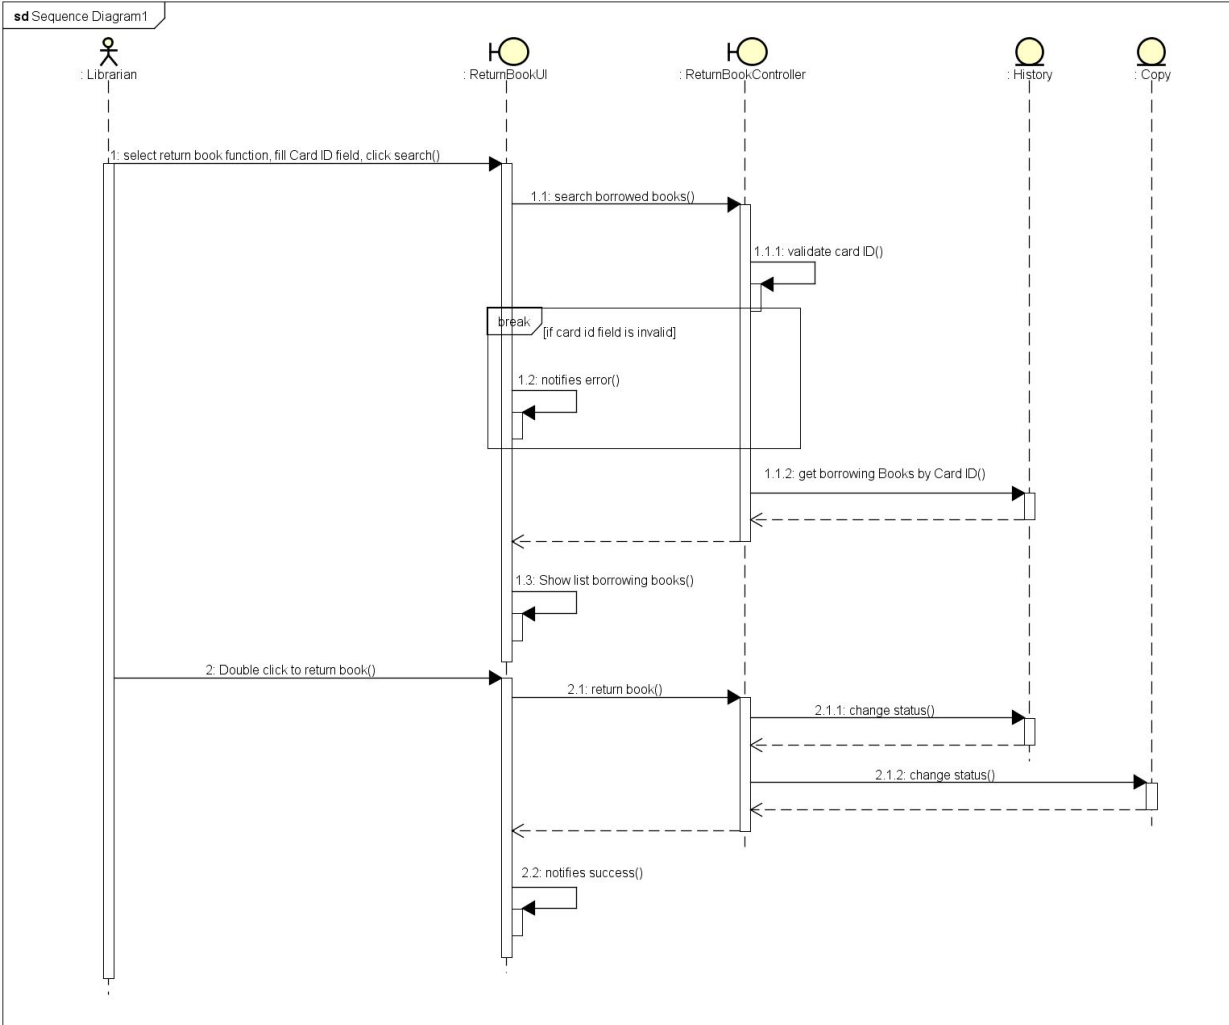 sd Sequence Diagram1
: Librarian
: ReturnBookUI
: ReturnBookController
: History
: Copy
1: select return book function, fill Card ID field, click search()
1.1: search borrowed books()
1.1.1: validate card ID()
break
[if card id field is invalid]
1.2: notifies error()
1.1.2: get borrowing Books by Card ID()
1.3: Show list borrowing books()
2: Double click to return book()
2.1: return book()
2.1.1: change status()
2.1.2: change status()
2.2: notifies success()